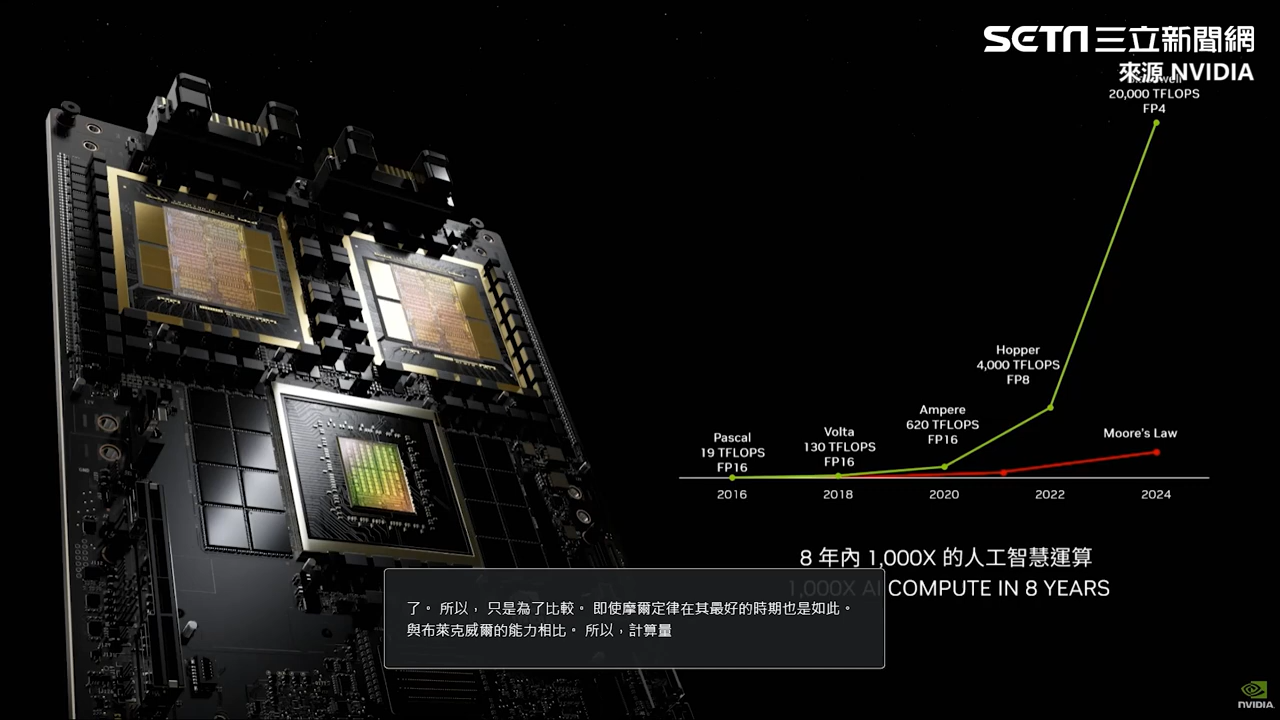 SETN 三立新聞網
來源 NVIDIA
20,000 TFLOPS
FP4
Hopper
4,000 TFLOPS
FP8
Ampere
620 TFLOPS
FP16
Moore's Law
Volta
130 TFLOPS
FP16
Pascal
19 TFLOPS
FP16
2016 2018 2020 2022 2024
8 年內 1,000X 的人工智慧運算
1,000X AI COMPUTE IN 8 YEARS
了。 所以， 只是為了比較。 即使摩爾定律在其最好的時期也是如此。
與布萊克威爾的能力相比。 所以，計算量
NVIDIA